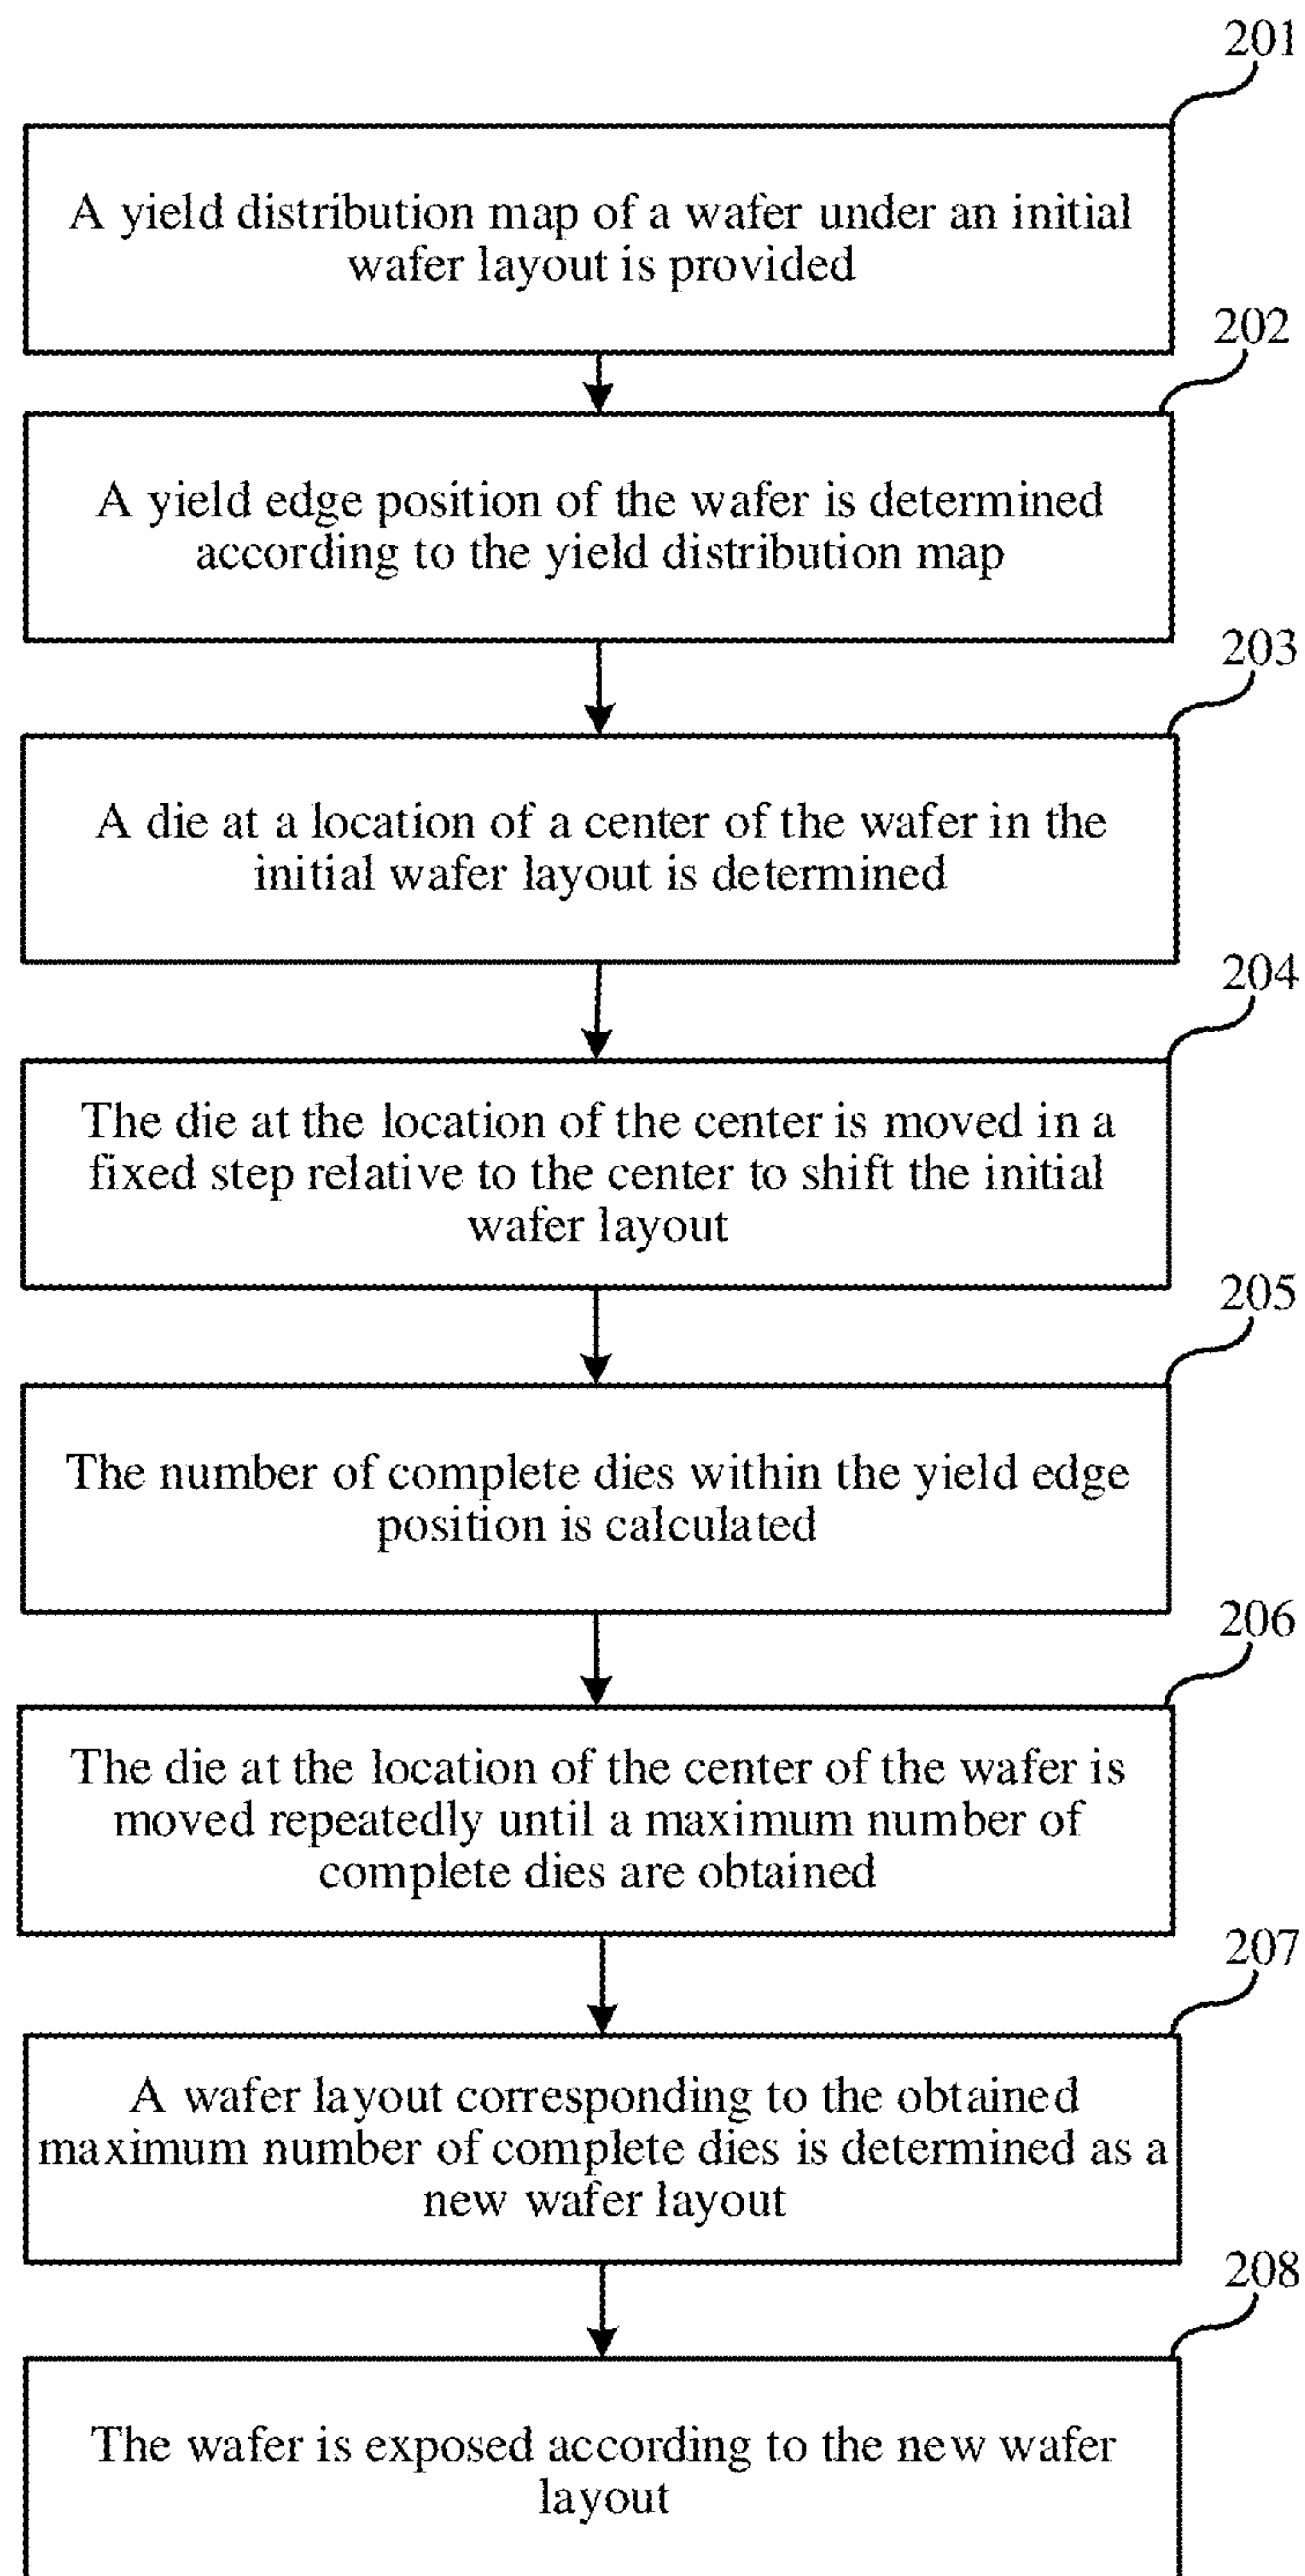 201
A yield distribution map of a wafer under an initial
wafer layout is provided
202
A yield edge position of the wafer is determined
according to the yield distribution map
203
A die at a location of a center of the wafer in the
initial wafer layout is determined
204
The die at the location of the center is moved in a
fixed step relative to the center to shift the initial
wafer layout
205
The number of complete dies within the yield edge
position is calculated
206
The die at the location of the center of the wafer is
moved repeatedly until a maximum number of
complete dies are obtained
207
A wafer layout corresponding to the obtained
maximum number of complete dies is determined as a
new wafer layout
208
The wafer is exposed according to the new wafer
layout